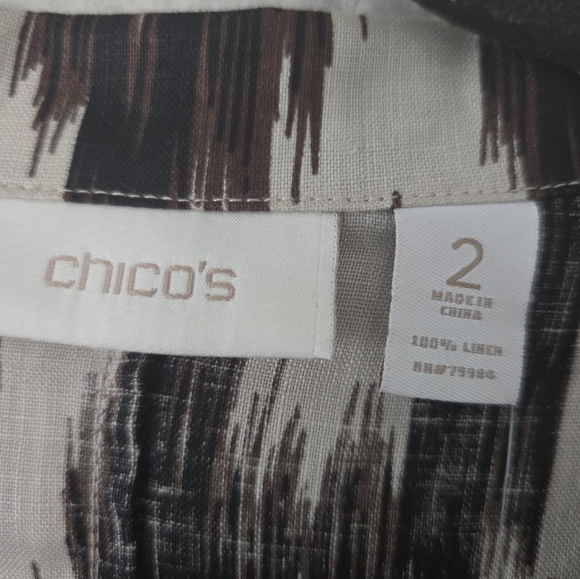 chico's
2
MADE IN
CHINA
100% LINEN
RN#79984